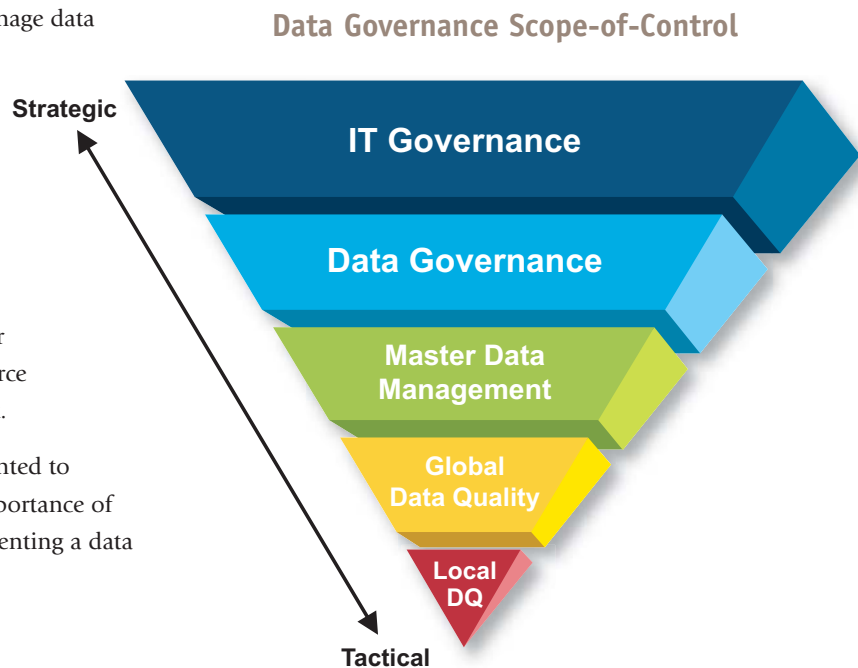 nage data
Data Governance Scope-of-Control
Strategic
IT Governance
Data Governance
Master Data
Management
Global
Data Quality
Local
DQ
Tactical
r
rce
.
nted to
portance of
enting a data